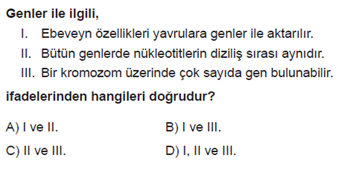 Genler ile ilgili,
I. Ebeveyn özellikleri yavrulara genler ile aktarılır.
II. Bütün genlerde nükleotitlerin diziliş sırası aynıdır.
III. Bir kromozom üzerinde çok sayıda gen bulunabilir.
ifadelerinden hangileri doğrudur?
A) I ve II. B) I ve III.
C) II ve III. D) I, II ve III.